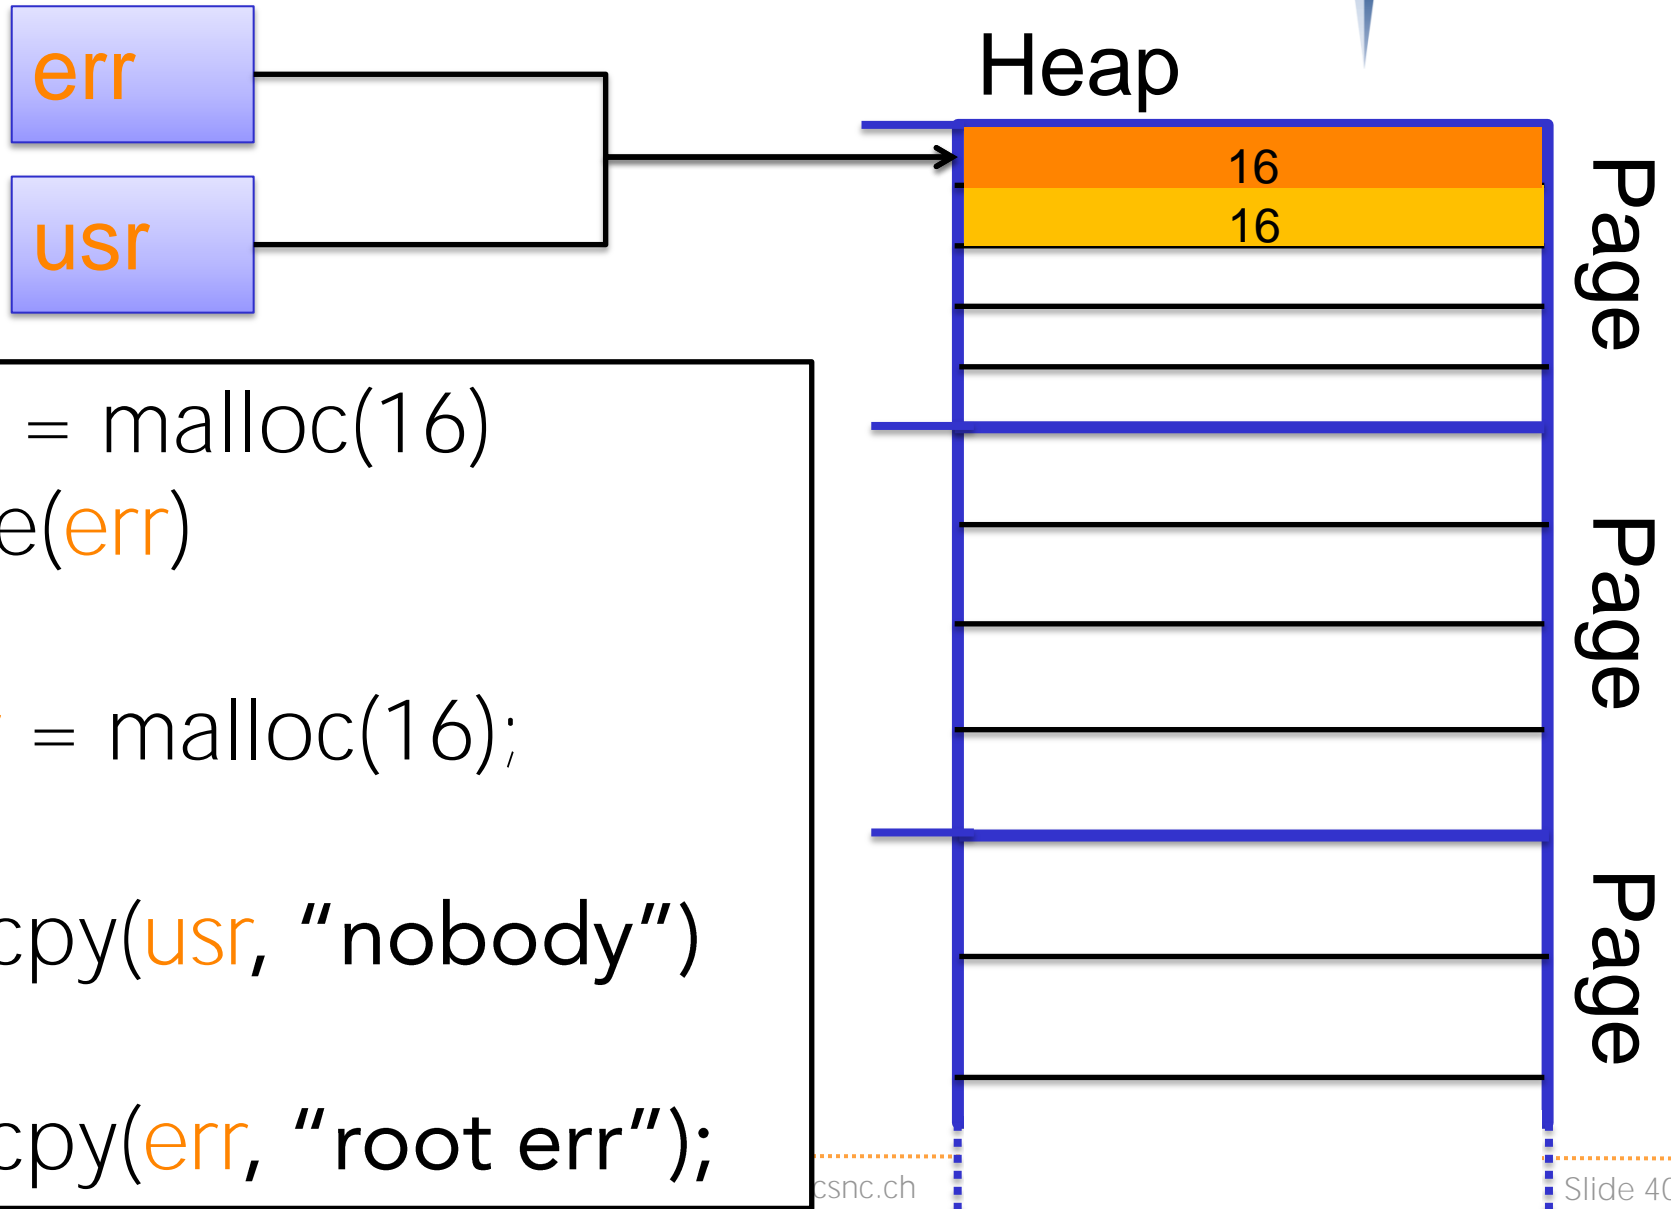 err
usr
Heap
16
16
Page
Page
Page
= malloc(16)
e(err)
= malloc(16);
cpy(usr, “nobody”)
cpy(err, “root err”);
csnc.ch
Slide 40